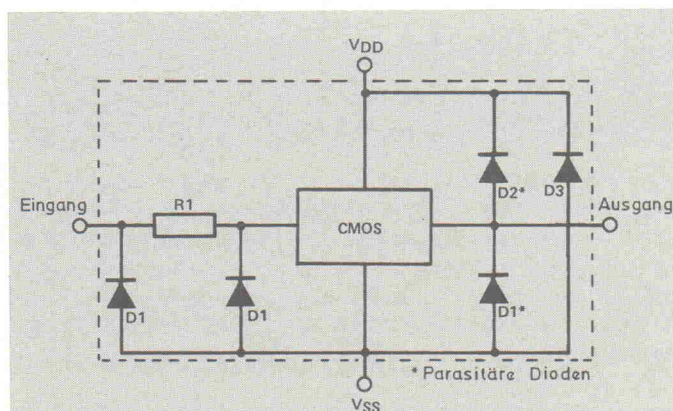 VDD
Eingang
R1
D2*
D3
Ausgang
CMOS
D1
D1
D1*
*Parasitäre Dioden
VSS